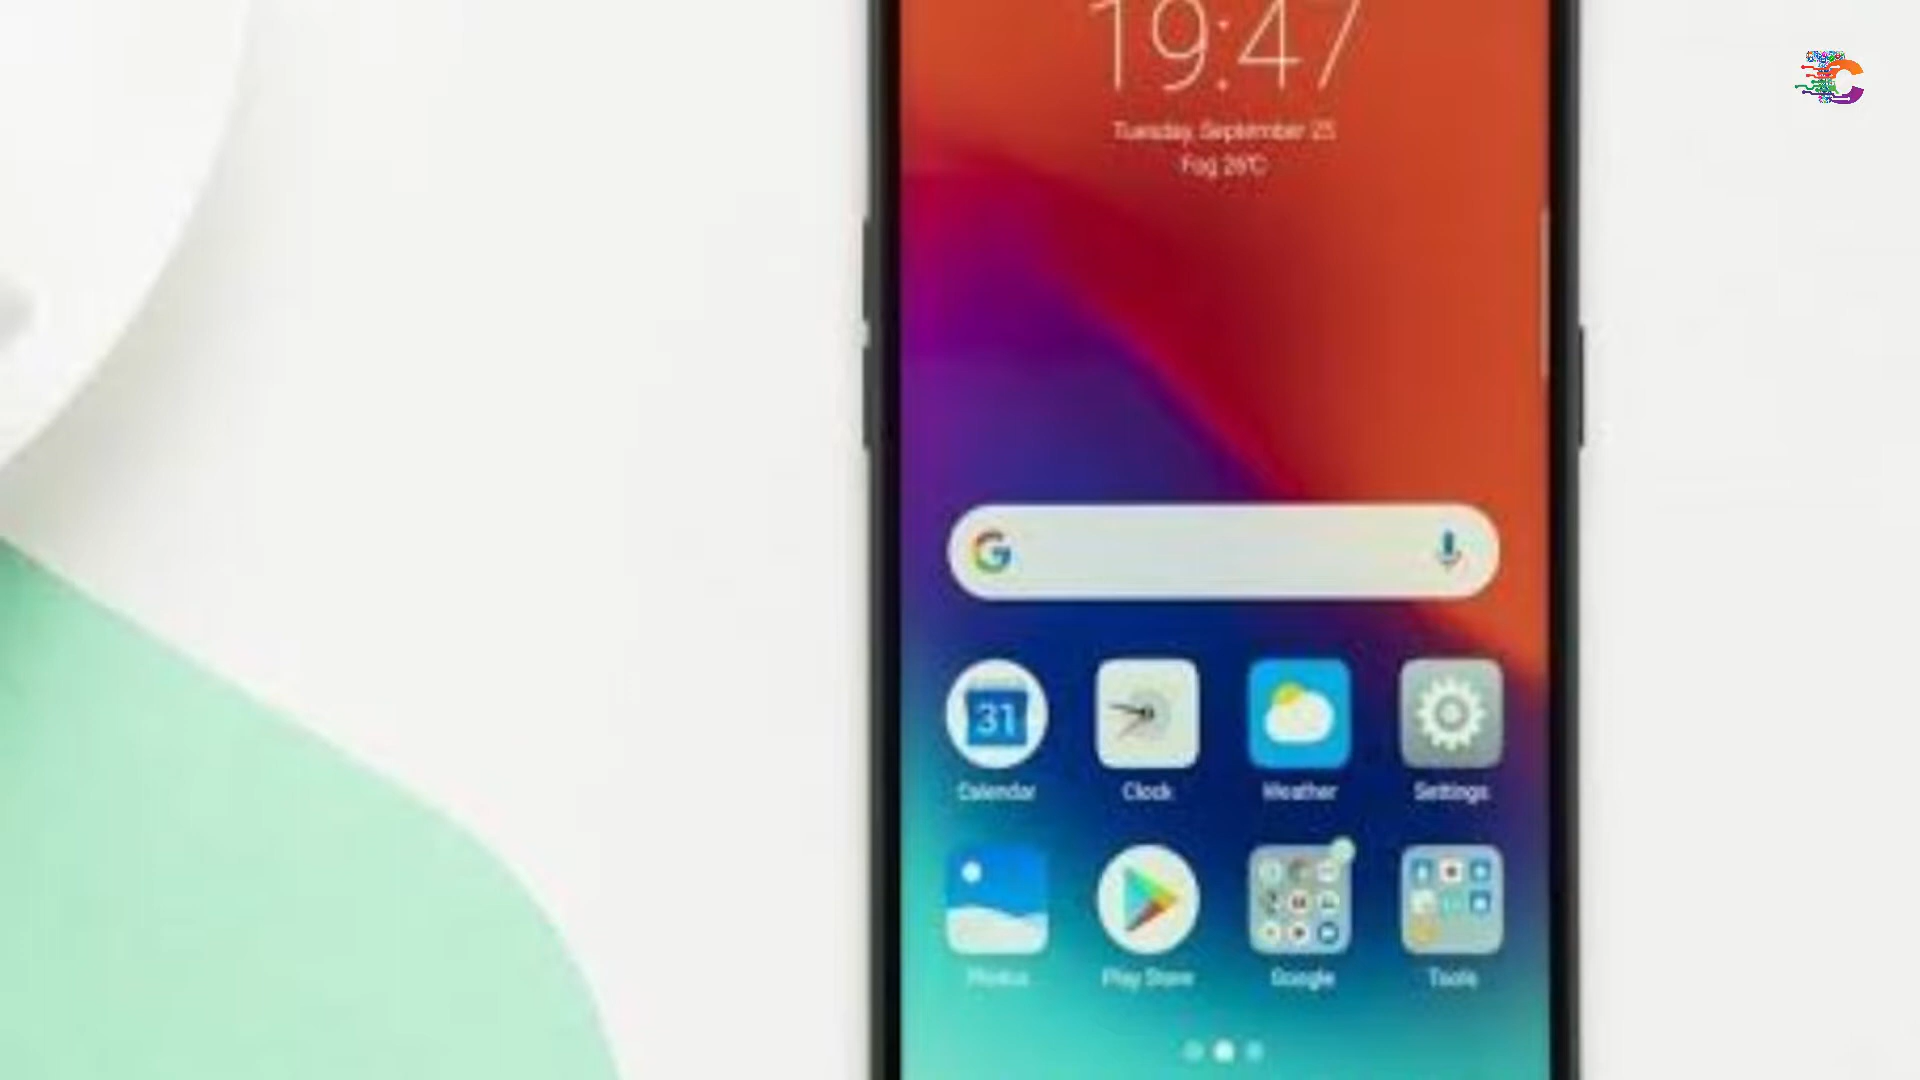 19:47
Tuesday, September 25
Fog 26°C
G
31
Calendar
Clock
Weather
Settings
Photos
Play Store
Google
Tools